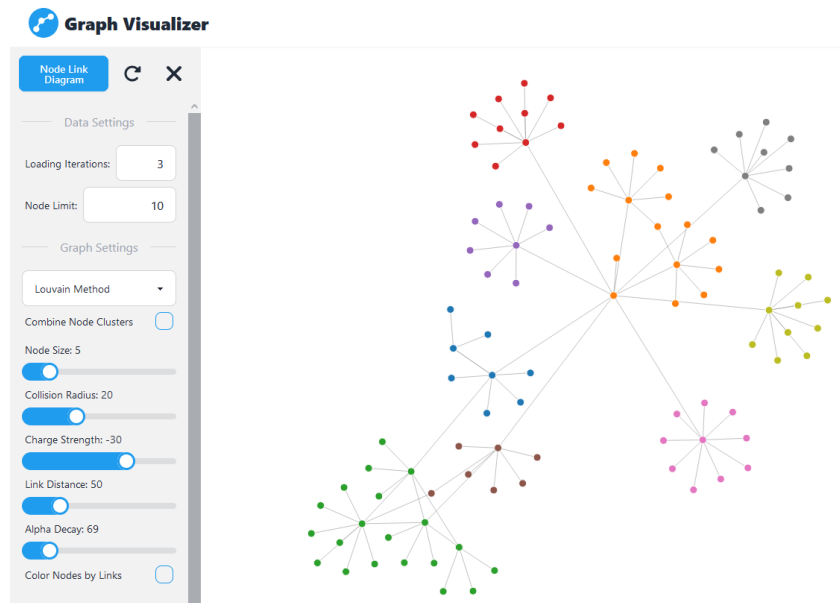 Graph Visualizer
Node Link
Diagram
Data Settings
Loading Iterations: 3
Node Limit: 10
Graph Settings
Louvain Method
Combine Node Clusters
Node Size: 5
Collision Radius: 20
Charge Strength: -30
Link Distance: 50
Alpha Decay: 69
Color Nodes by Links